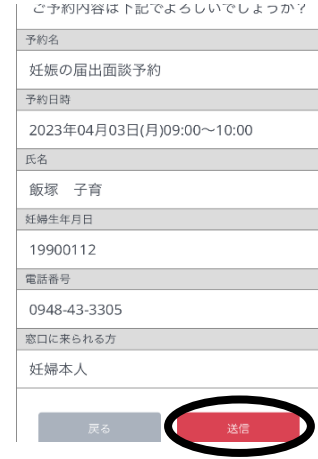 ご予約内容は下記でよろしいでしょうか？
予約名
妊娠の届出面談予約
予約日時
2023年04月03日(月)09:00～10:00
氏名
飯塚　子育
妊婦生年月日
19900112
電話番号
0948-43-3305
窓口に来られる方
妊婦本人
戻る
送信